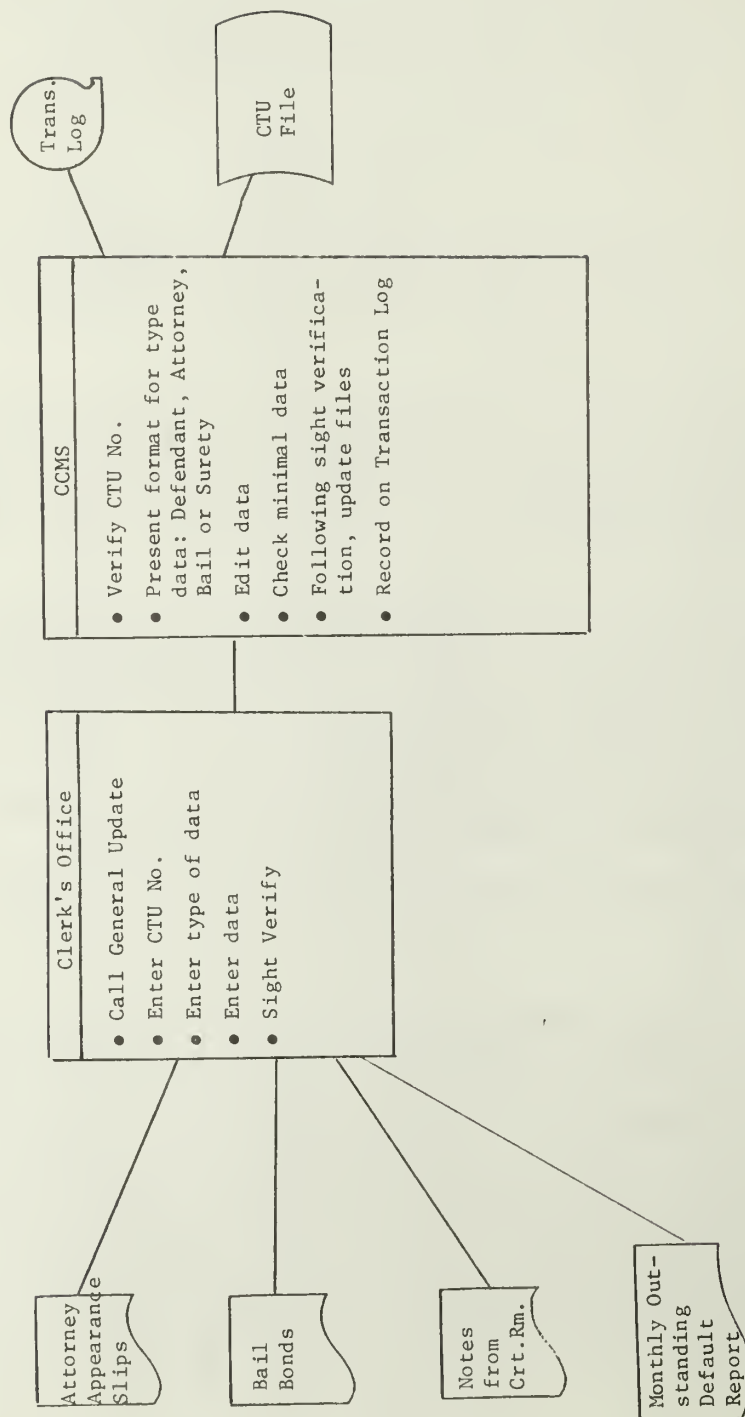 Attorney
Appearance
Slips
Bail
Bonds
Notes
from
Crt.Rm.
Monthly Out-
standing
Default
Report
Clerk's Office
• Call General Update
• Enter CTU No.
• Enter type of data
• Enter data
• Sight Verify
CCMS
• Verify CTU No.
• Present format for type
data: Defendant, Attorney,
Bail or Surety
• Edit data
• Check minimal data
• Following sight verifica-
tion, update files
• Record on Transaction Log
Trans.
Log
CTU
File